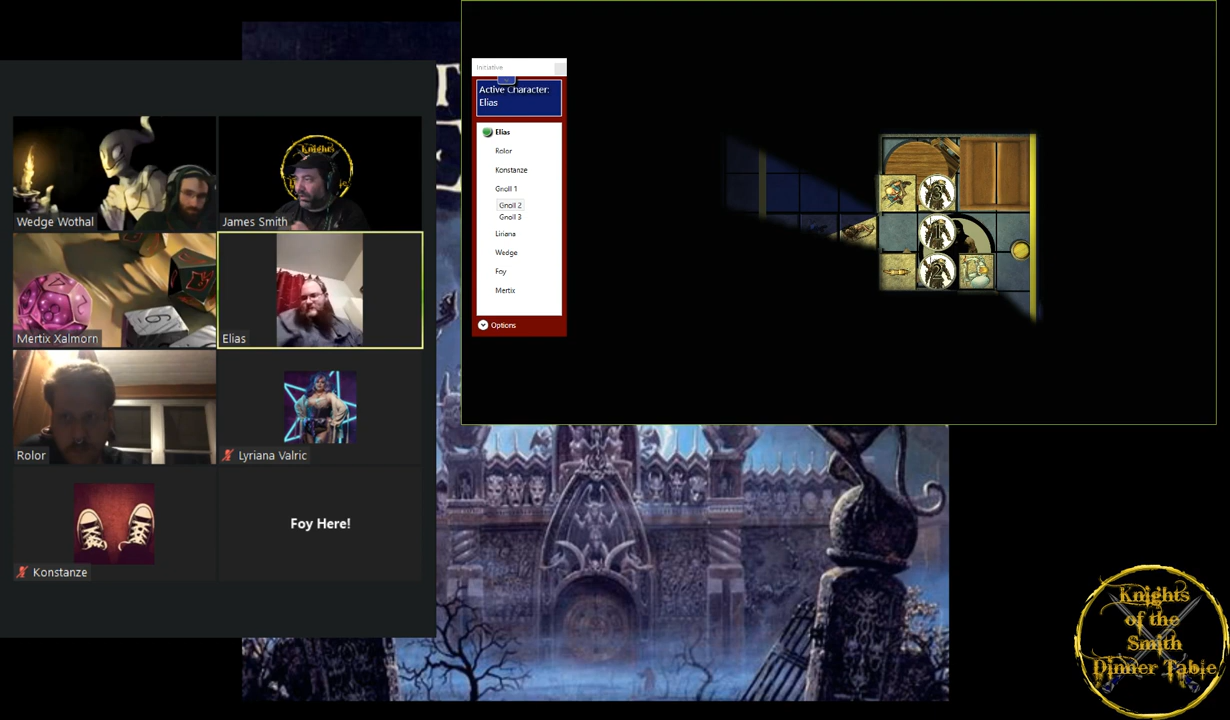 Wedge Wothal
James Smith
Mertix Xalmorn
Elias
Rolor
Lyriana Valric
Konstanze
Foy Here!
Initiative
Active Character:
Elias
Elias
Rolor
Konstanze
Gnoll 1
Gnoll 2
Gnoll 3
Liriana
Wedge
Foy
Mertix
Options
Knights
of the
Smith
Dinner Table